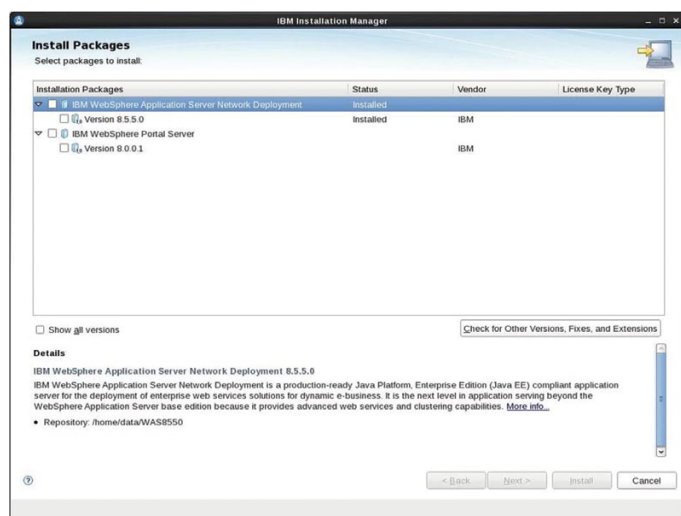 IBM Installation Manager
Install Packages
Select packages to install:
Installation Packages Status Vendor License Key Type
IBM WebSphere Application Server Network Deployment Installed
Version 8.5.5.0 Installed IBM
IBM WebSphere Portal Server
Version 8.0.0.1 IBM
Show all versions
Check for Other Versions, Fixes, and Extensions
Details
IBM WebSphere Application Server Network Deployment 8.5.5.0
IBM WebSphere Application Server Network Deployment is a production-ready Java Platform, Enterprise Edition (Java EE) compliant application
server for the deployment of enterprise web services solutions for dynamic e-business. It is the next level in application serving beyond the
WebSphere Application Server base edition because it provides advanced web services and clustering capabilities. More info...
• Repository: /home/data/WAS8550
? < Back Next > Install Cancel